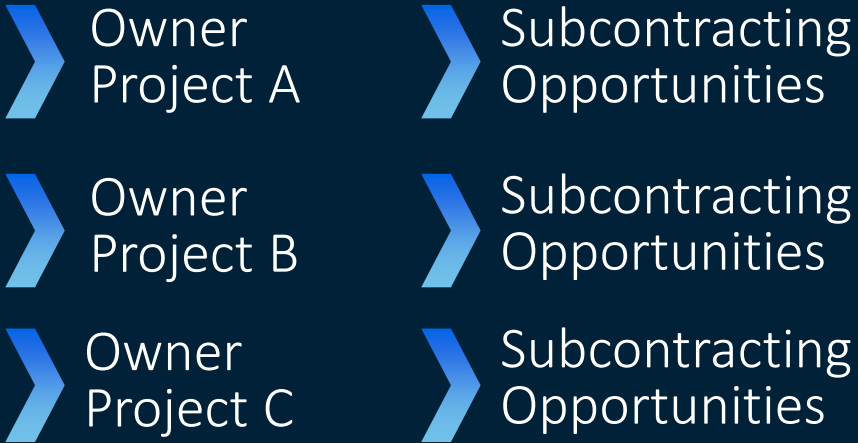 Owner
Project A
Subcontracting
Opportunities
Owner
Project B
Subcontracting
Opportunities
Owner
Project C
Subcontracting
Opportunities